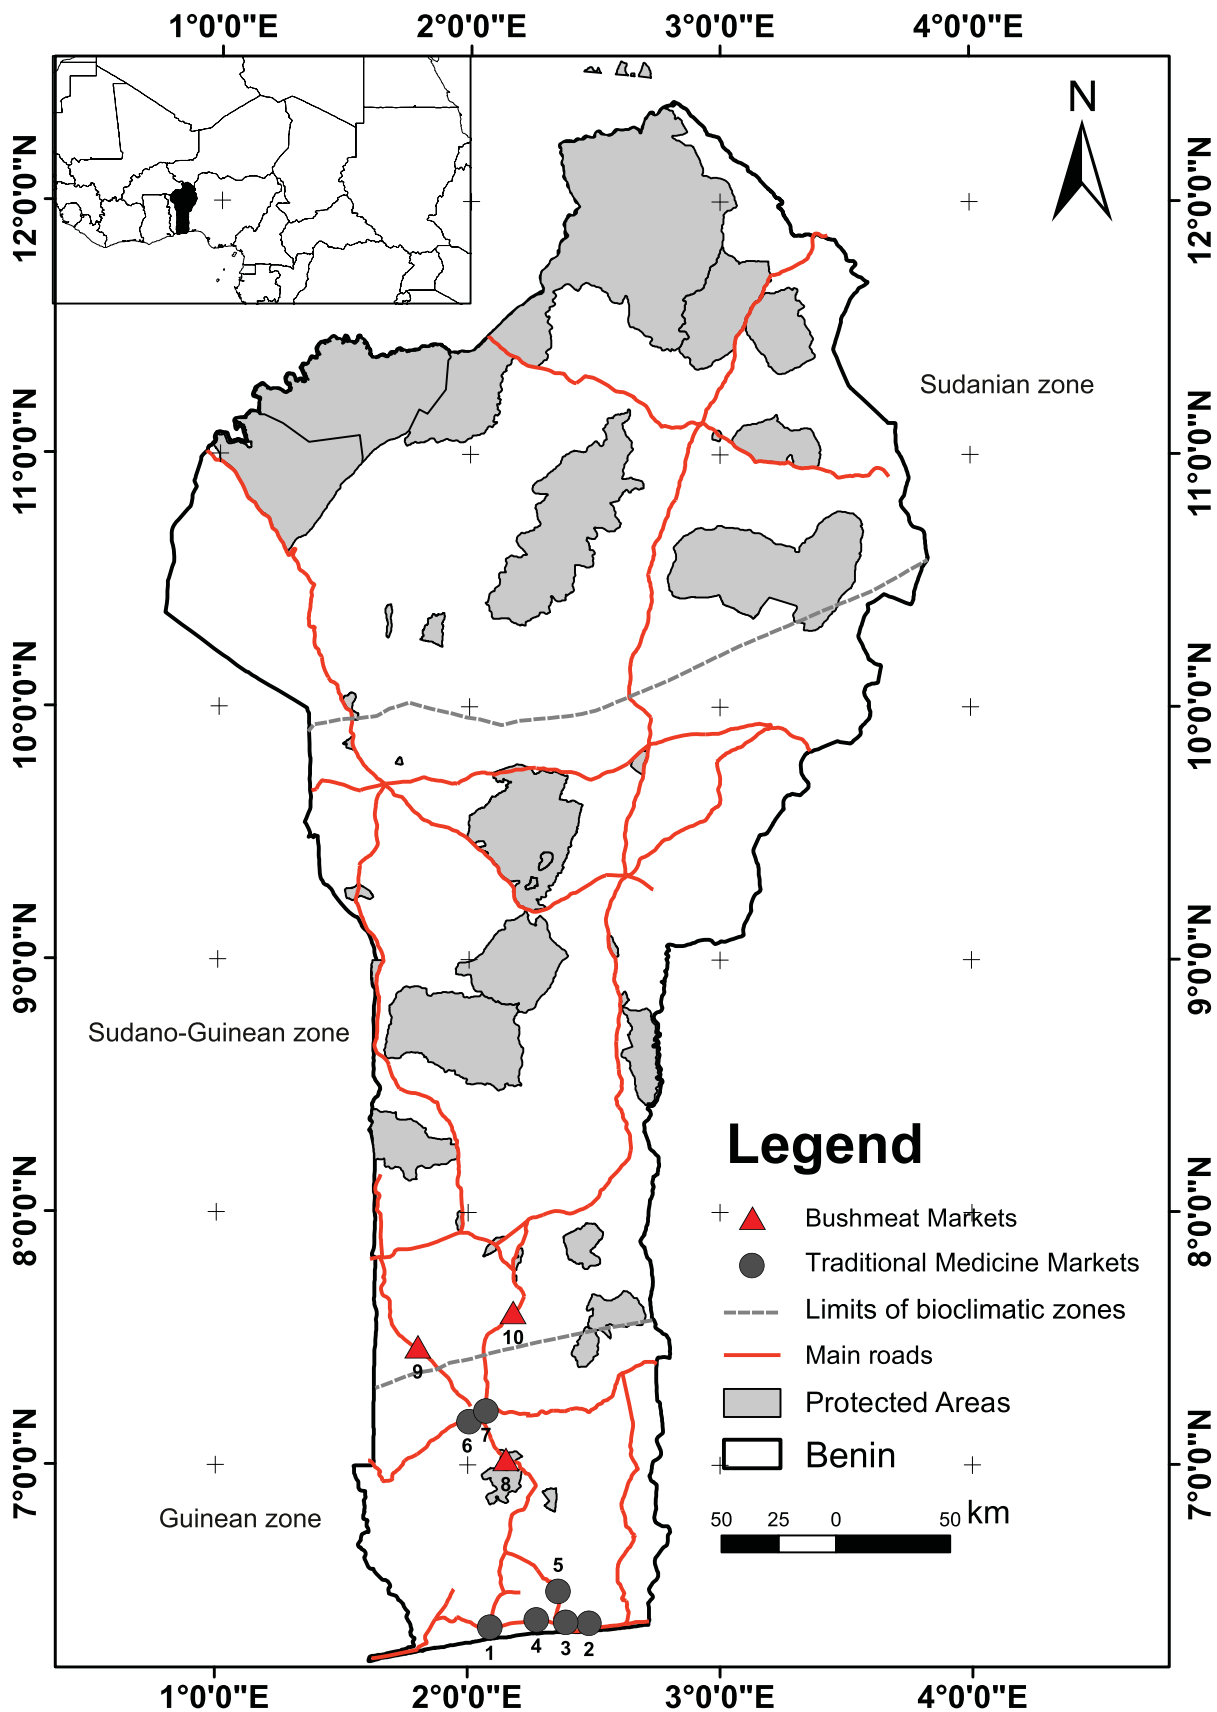 1°0'0"E 2°0'0"E 3°0'0"E 4°0'0"E
N
12°0'0"N 12°0'0"N
Sudanian zone
11°0'0"N 11°0'0"N
10°0'0"N 10°0'0"N
9°0'0"N 9°0'0"N
Sudano-Guinean zone
Legend
8°0'0"N 8°0'0"N
Bushmeat Markets
Traditional Medicine Markets
Limits of bioclimatic zones
10
Main roads
9
Protected Areas
6 7
Benin
7°0'0"N 7°0'0"N
8
Guinean zone
50 25 0 50 km
5
1 4 3 2
1°0'0"E 2°0'0"E 3°0'0"E 4°0'0"E